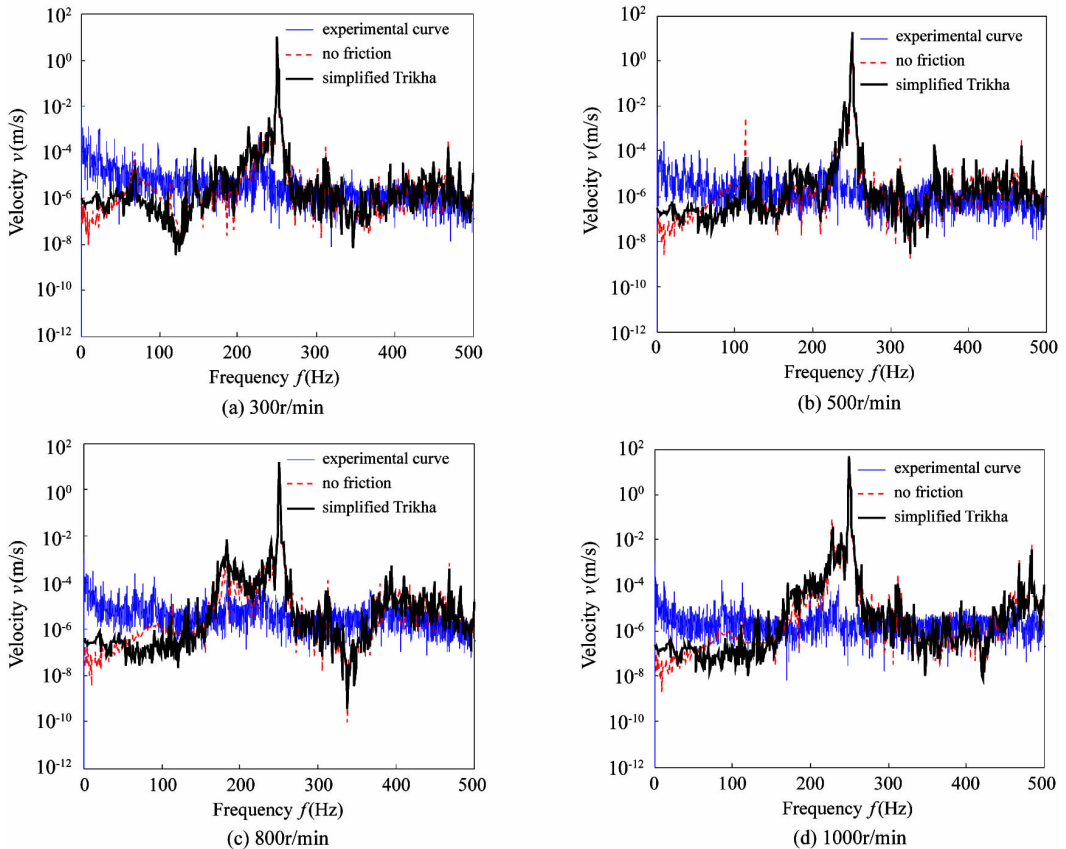 10²
10⁰
10⁻²
10⁻⁴
10⁻⁶
10⁻⁸
10⁻¹⁰
10⁻¹²
Velocity v(m/s)
experimental curve
no friction
simplified Trikha
0 100 200 300 400 500
Frequency f(Hz)
(a) 300r/min
10²
10⁰
10⁻²
10⁻⁴
10⁻⁶
10⁻⁸
10⁻¹⁰
10⁻¹²
Velocity v(m/s)
experimental curve
no friction
simplified Trikha
0 100 200 300 400 500
Frequency f(Hz)
(b) 500r/min
10²
10⁰
10⁻²
10⁻⁴
10⁻⁶
10⁻⁸
10⁻¹⁰
10⁻¹²
Velocity v(m/s)
experimental curve
no friction
simplified Trikha
0 100 200 300 400 500
Frequency f(Hz)
(c) 800r/min
10²
10⁰
10⁻²
10⁻⁴
10⁻⁶
10⁻⁸
10⁻¹⁰
10⁻¹²
Velocity v(m/s)
experimental curve
no friction
simplified Trikha
0 100 200 300 400 500
Frequency f(Hz)
(d) 1000r/min